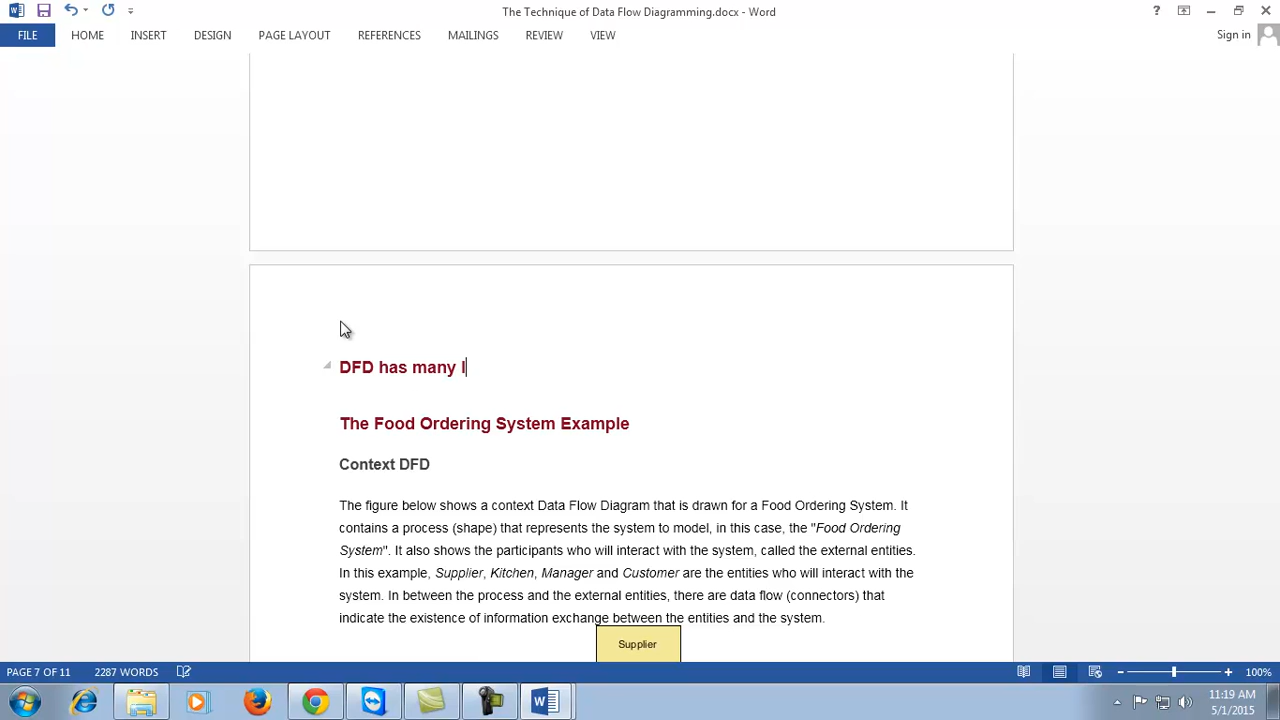 The Technique of Data Flow Diagramming.docx - Word
?
FILE HOME INSERT DESIGN PAGE LAYOUT REFERENCES MAILINGS REVIEW VIEW Sign in
DFD has many l
The Food Ordering System Example
Context DFD
The figure below shows a context Data Flow Diagram that is drawn for a Food Ordering System. It
contains a process (shape) that represents the system to model, in this case, the "Food Ordering
System". It also shows the participants who will interact with the system, called the external entities.
In this example, Supplier, Kitchen, Manager and Customer are the entities who will interact with the
system. In between the process and the external entities, there are data flow (connectors) that
indicate the existence of information exchange between the entities and the system.
Supplier
PAGE 7 OF 11 2287 WORDS 100%
11:19 AM
5/1/2015